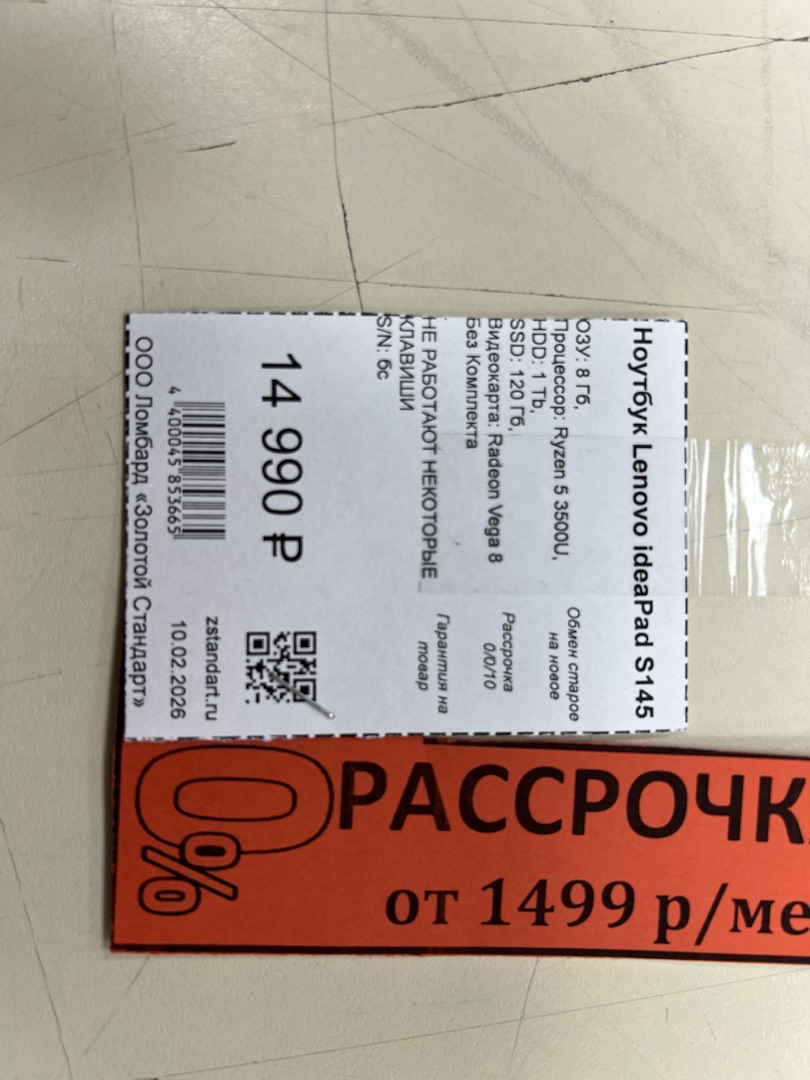 Ноутбук Lenovo ideaPad S145
ОЗУ: 8 Гб,
Процессор: Ryzen 5 3500U,
HDD: 1 Tb,
SSD: 120 Гб,
Видеокарта: Radeon Vega 8
Без Комплекта
НЕ РАБОТАЮТ НЕКОТОРЫЕ
КЛАВИШИ
S/N: 6с
Обмен старое
на новое
Рассрочка
0/0/10
Гарантия на
товар
14 990 ₽
4 400045 853665
zstandart.ru
10.02.2026
ООО Ломбард «Золотой Стандарт»
0%
РАССРОЧК
от 1499 р/ме